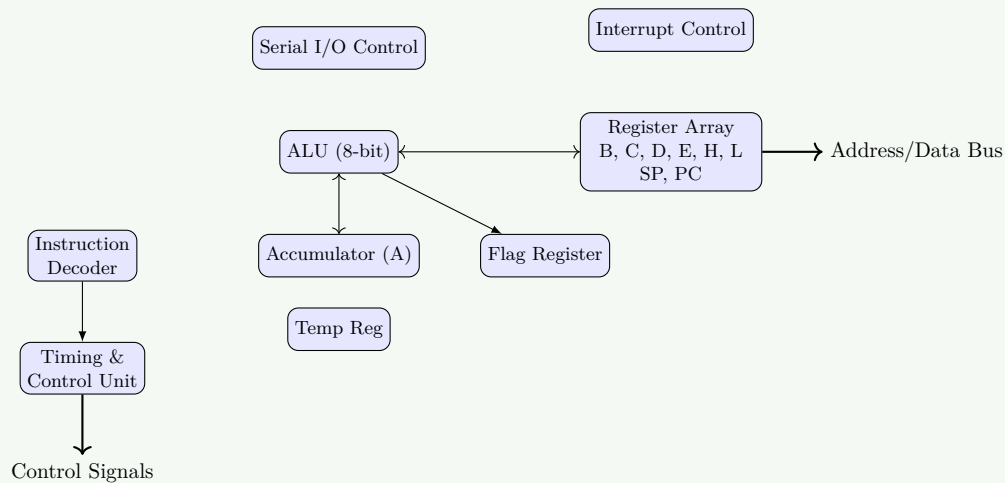 Interrupt Control
Serial I/O Control
ALU (8-bit)
Register Array
B, C, D, E, H, L
SP, PC
Address/Data Bus
Instruction
Decoder
Accumulator (A)
Flag Register
Temp Reg
Timing &
Control Unit
Control Signals